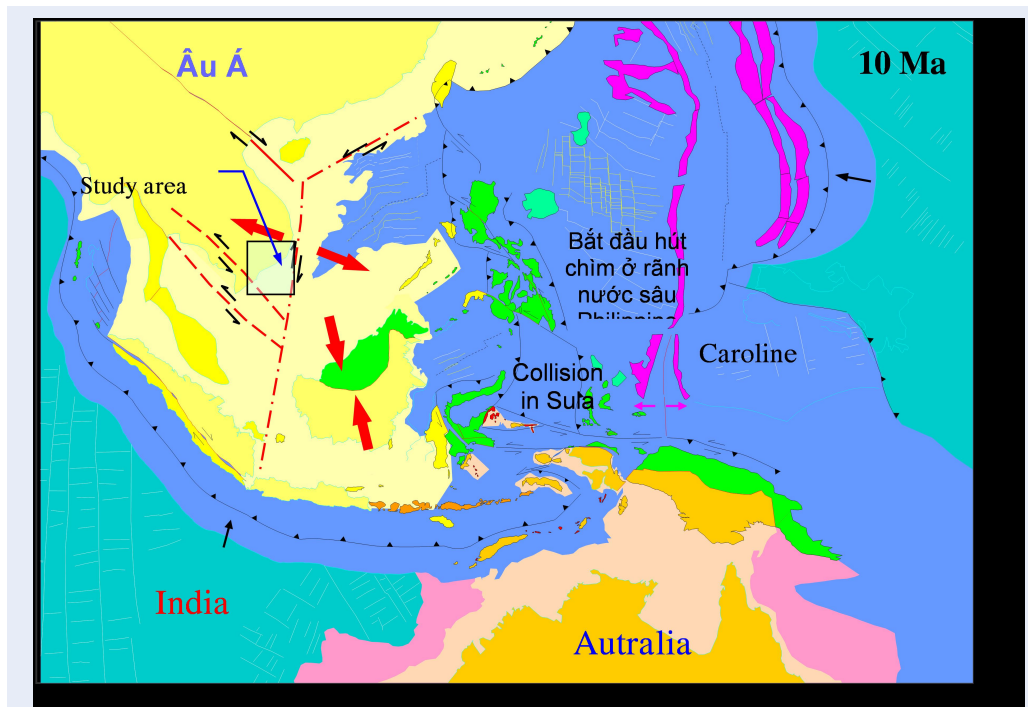 Âu Á
10 Ma
Study area
Bắt đầu hút
chìm ở rãnh
nước sâu
Caroline
Collision
in Sula
India
Autralia